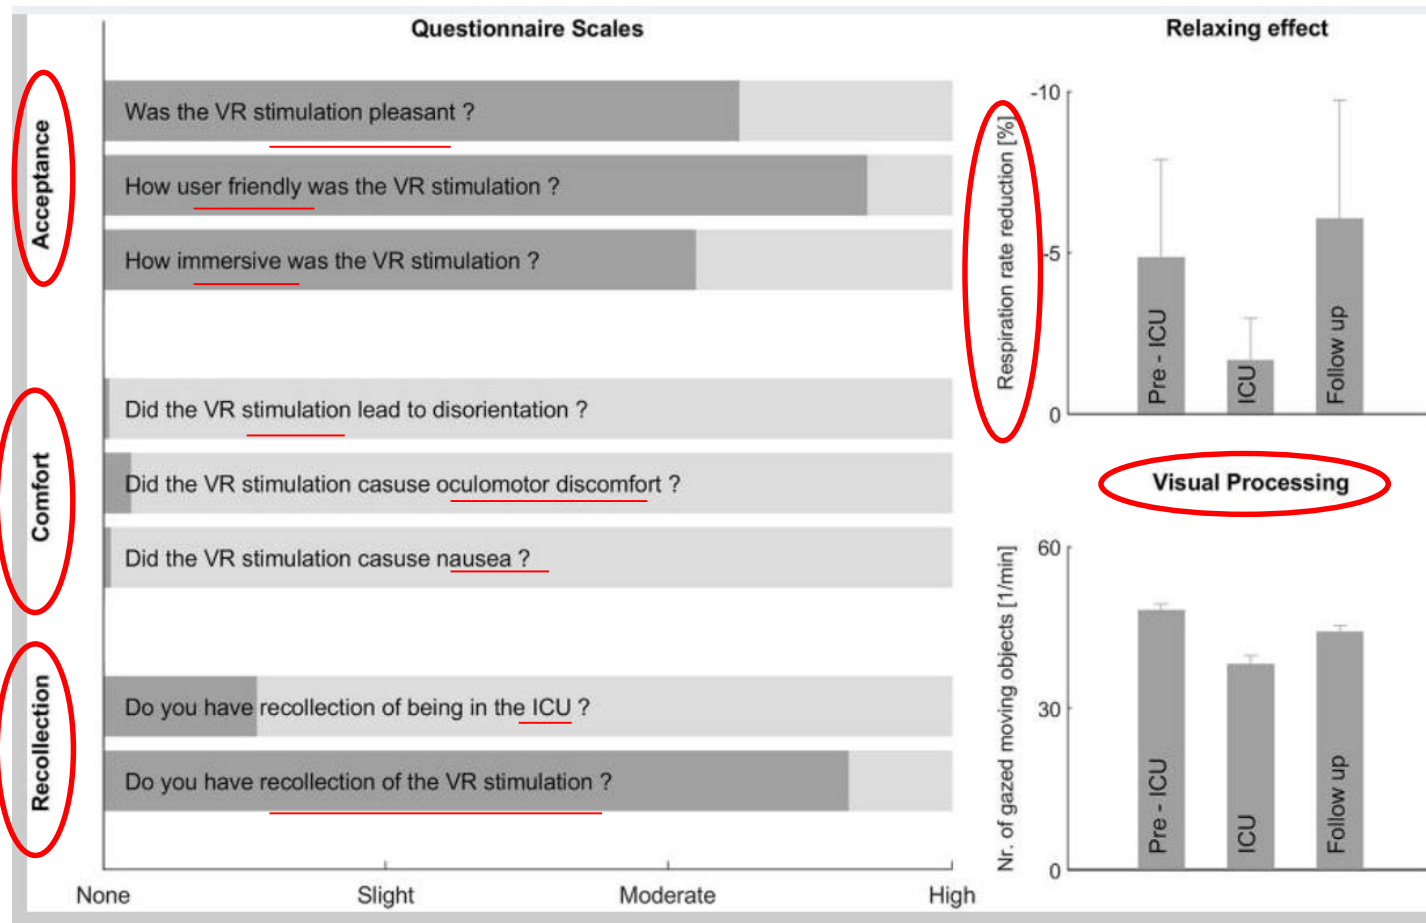 Questionnaire Scales
Acceptance
Was the VR stimulation pleasant ?
How user friendly was the VR stimulation ?
How immersive was the VR stimulation ?
Comfort
Did the VR stimulation lead to disorientation ?
Did the VR stimulation casuse oculomotor discomfort ?
Did the VR stimulation casuse nausea ?
Recollection
Do you have recollection of being in the ICU ?
Do you have recollection of the VR stimulation ?
None Slight Moderate High
Relaxing effect
Respiration rate reduction [%]
-10
-5
0
Pre - ICU
ICU
Follow up
Visual Processing
Nr. of gazed moving objects [1/min]
60
30
0
Pre - ICU
ICU
Follow up